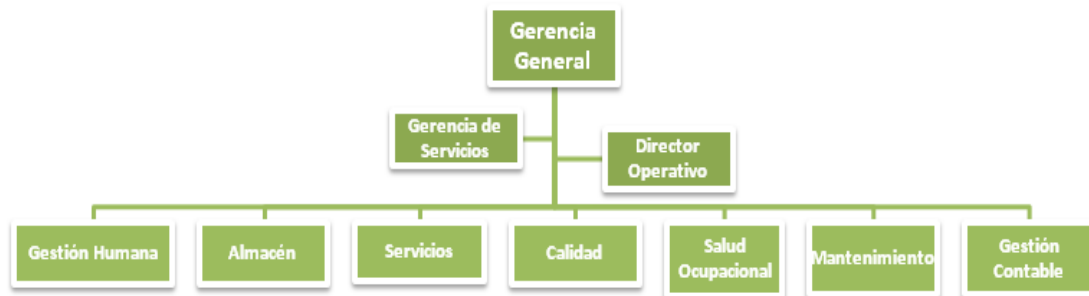 Gerencia
General
Gerencia de
Servicios
Director
Operativo
Gestión Humana
Almacén
Servicios
Calidad
Salud
Ocupacional
Mantenimiento
Gestión
Contable